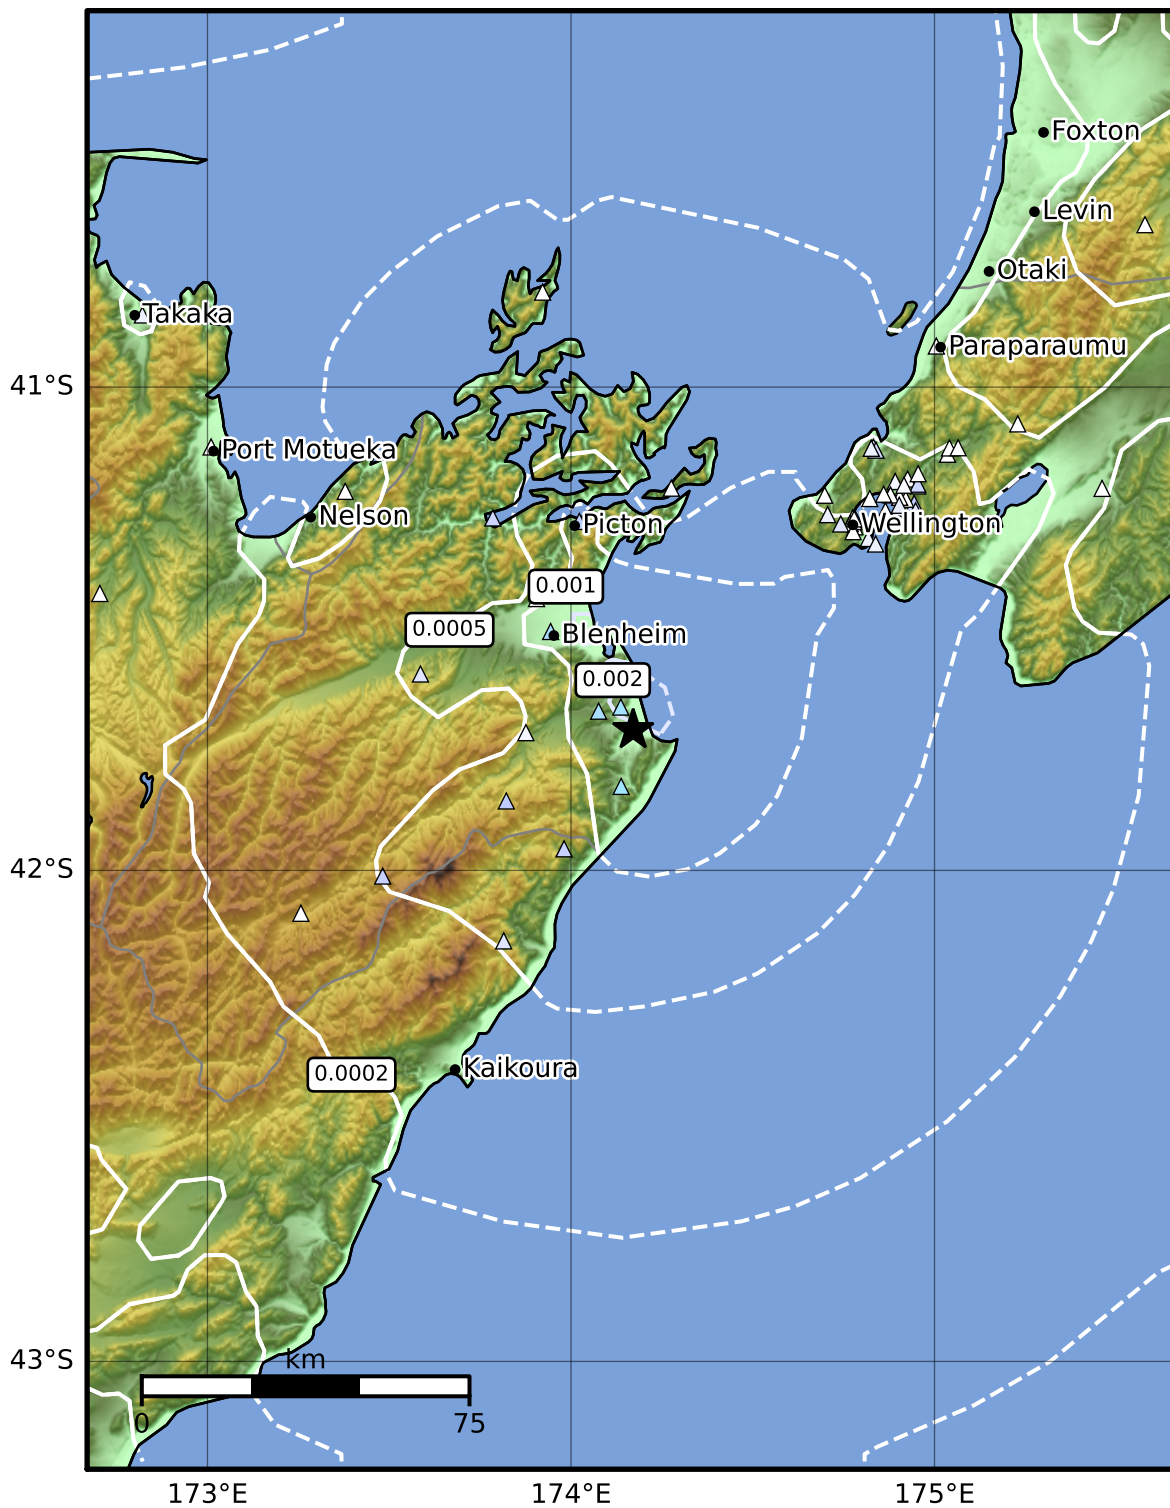 Foxton
Levin
Otaki
Takaka
Paraparaumu
41°S
Port Motueka
Nelson
Picton
Wellington
0.001
0.0005
Blenheim
0.002
42°S
Kaikoura
0.0002
43°S
km
0
75
173°E
174°E
175°E